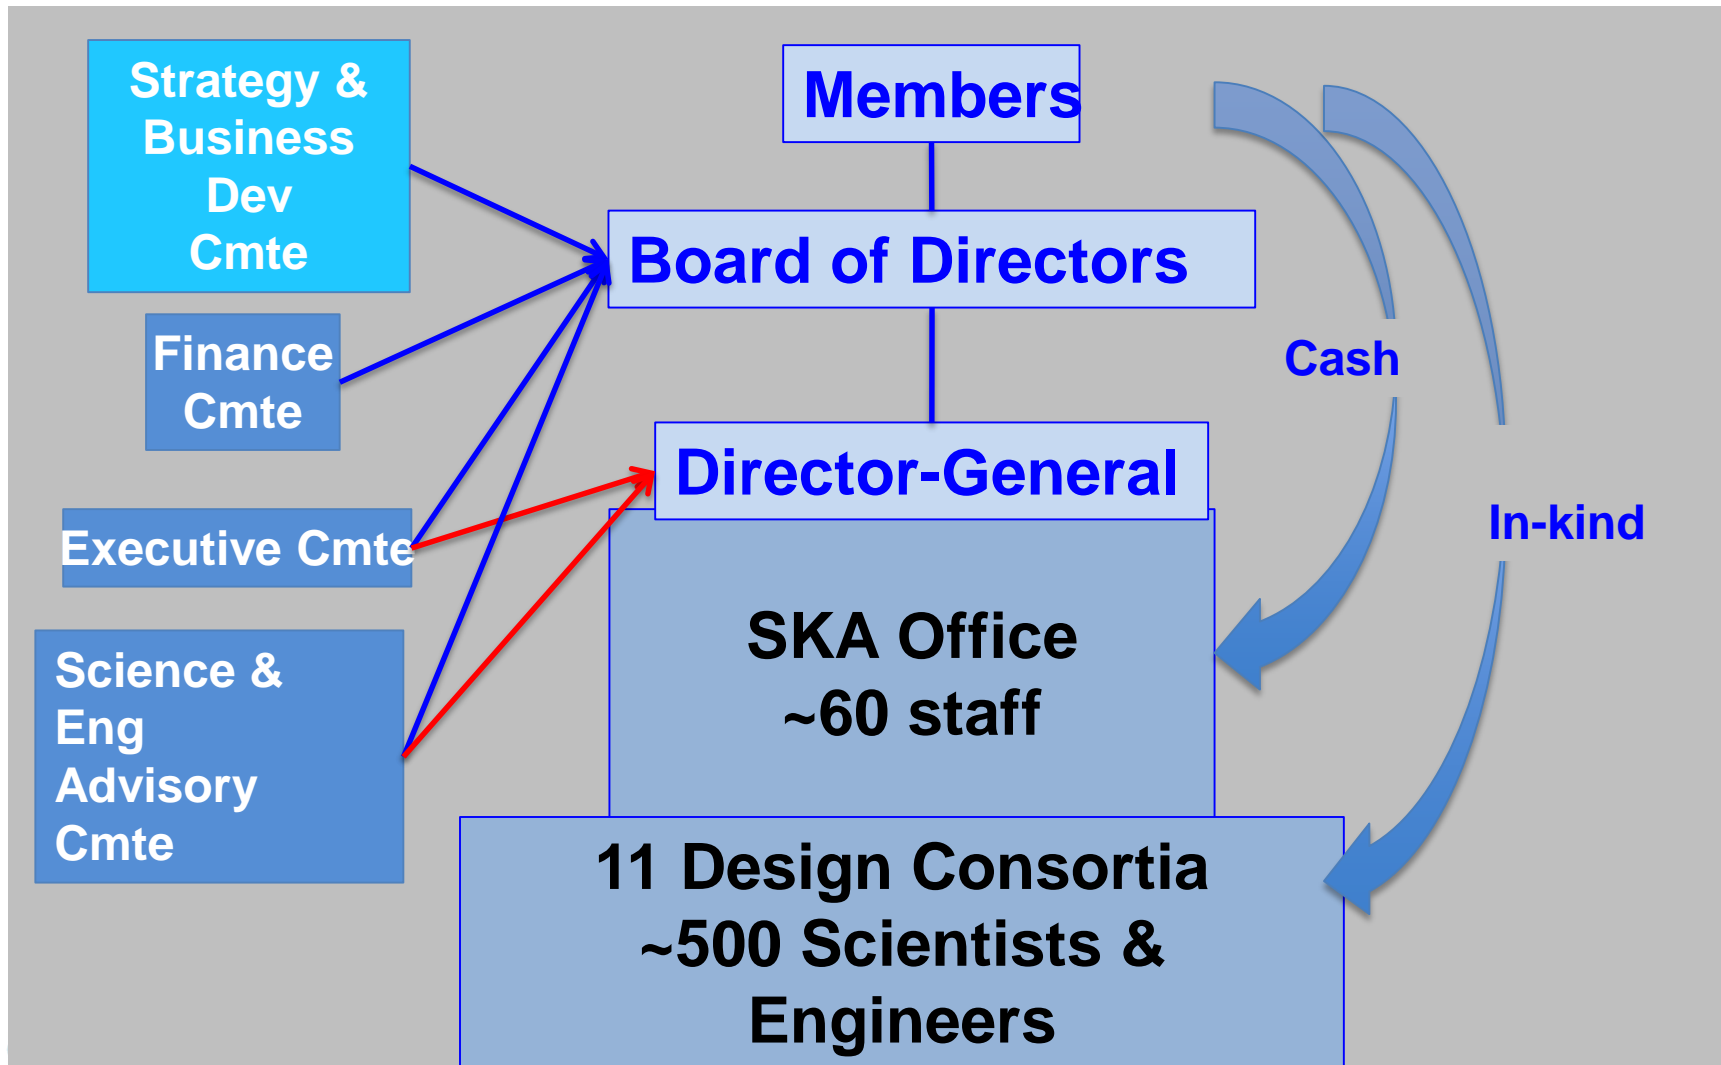 Strategy &
Business
Dev
Cmte
Finance
Cmte
Executive Cmte
Science &
Eng
Advisory
Cmte
Members
Board of Directors
Director-General
SKA Office
~60 staff
11 Design Consortia
~500 Scientists &
Engineers
Cash
In-kind